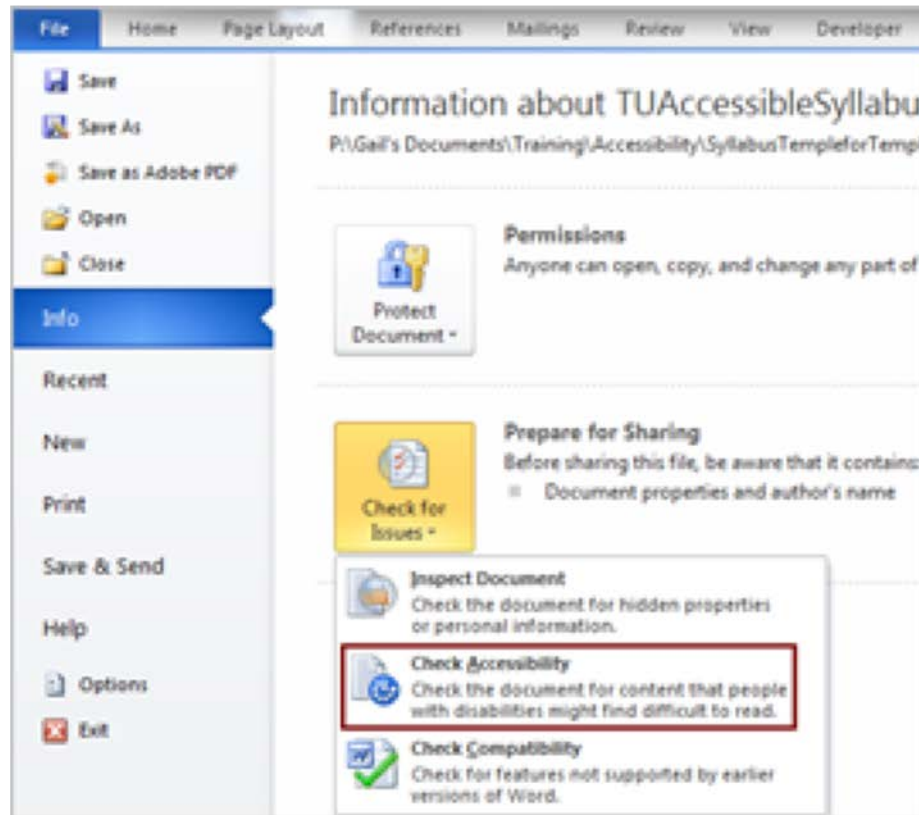 File Home Page Layout References Mailings Review View Developer
Save
Save As
Save as Adobe PDF
Open
Close
Info
Recent
New
Print
Save & Send
Help
Options
Exit
Information about TUAccessibleSyllabu
P:\Gail's Documents\Training\Accessibility\SyllabusTempleforTempl
Protect
Document
Permissions
Anyone can open, copy, and change any part of
Check for
Issues
Prepare for Sharing
Before sharing this file, be aware that it contains:
Document properties and author's name
Inspect Document
Check the document for hidden properties
or personal information.
Check Accessibility
Check the document for content that people
with disabilities might find difficult to read.
Check Compatibility
Check for features not supported by earlier
versions of Word.